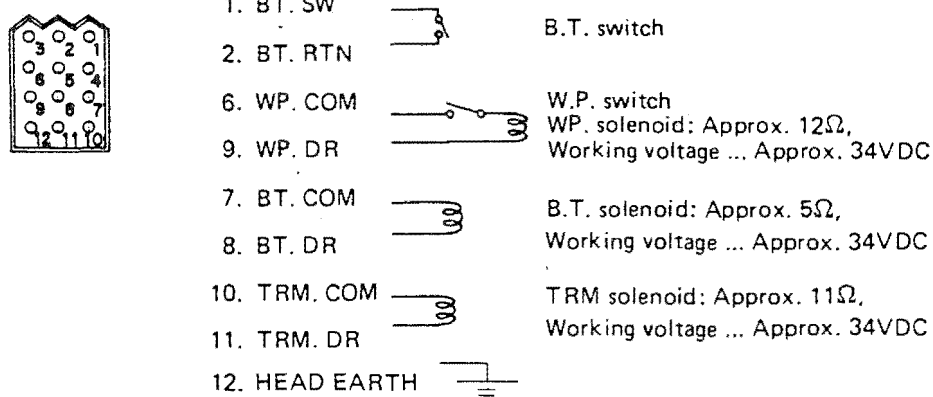 3 2 1
6 5 4
9 8 7
12 11 10
1. BT. SW
2. BT. RTN
B.T. switch
6. WP. COM
9. WP. DR
W.P. switch
WP. solenoid: Approx. 12Ω,
Working voltage ... Approx. 34VDC
7. BT. COM
8. BT. DR
B.T. solenoid: Approx. 5Ω,
Working voltage ... Approx. 34VDC
10. TRM. COM
11. TRM. DR
TRM solenoid: Approx. 11Ω,
Working voltage ... Approx. 34VDC
12. HEAD EARTH